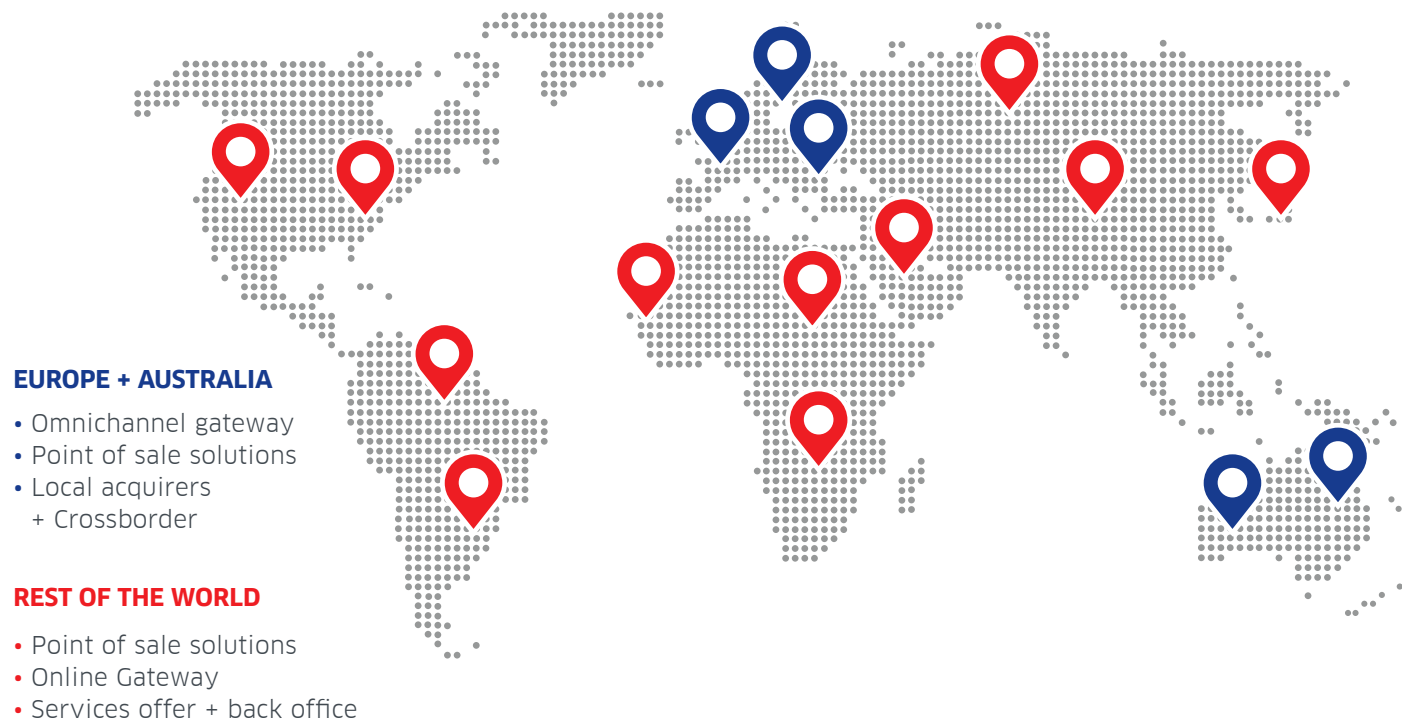 EUROPE + AUSTRALIA
• Omnichannel gateway
• Point of sale solutions
• Local acquirers
+ Crossborder
REST OF THE WORLD
• Point of sale solutions
• Online Gateway
• Services offer + back office